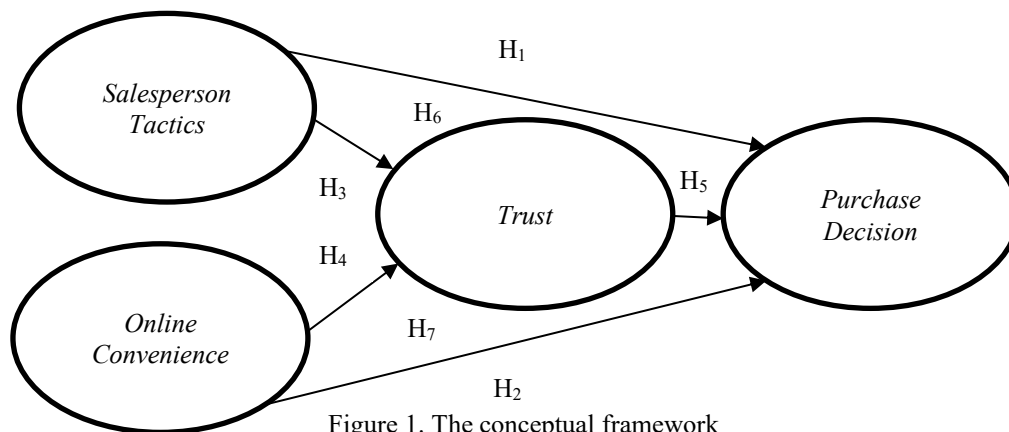 H₁
Salesperson
Tactics
H₆
H₃
H₅
Trust
Purchase
Decision
H₄
Online
Convenience
H₇
H₂
Figure 1. The conceptual framework